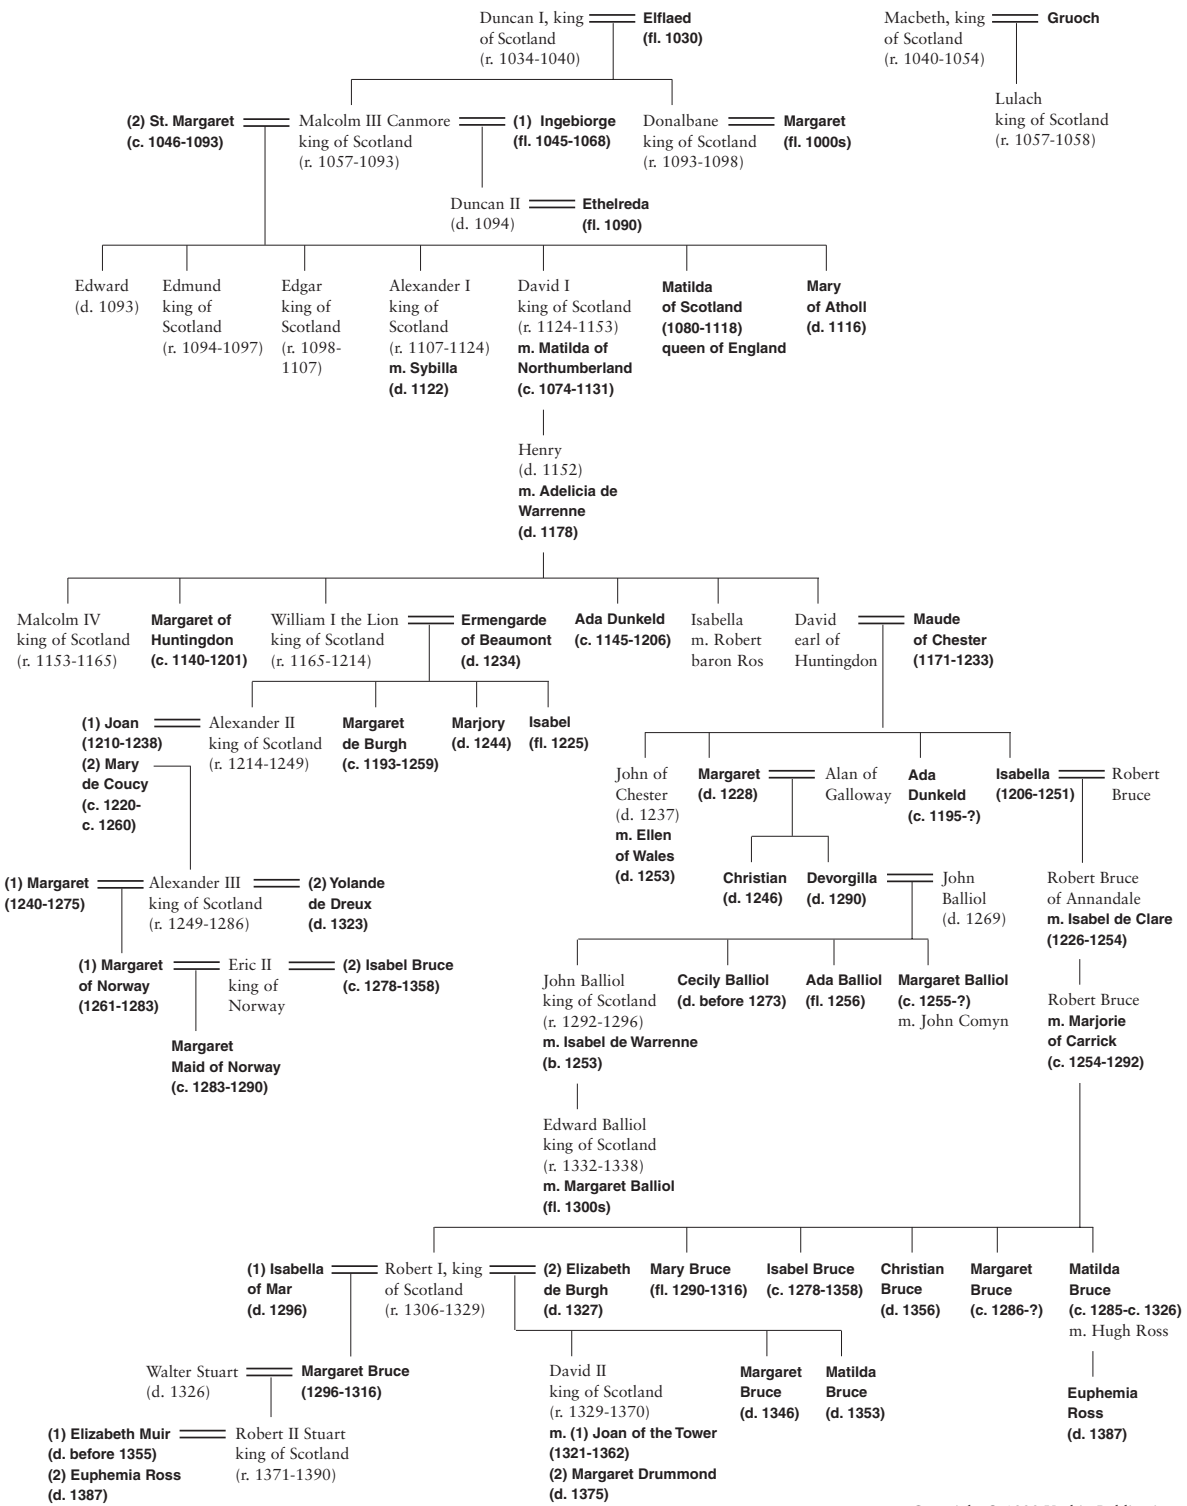 Duncan I, king
of Scotland
(r. 1034-1040)
Elflaed
(fl. 1030)
Macbeth, king
of Scotland
(r. 1040-1054)
Gruoch
Lulach
king of Scotland
(r. 1057-1058)
(2) St. Margaret
(c. 1046-1093)
Malcolm III Canmore
king of Scotland
(r. 1057-1093)
(1) Ingebiorge
(fl. 1045-1068)
Donalbane
king of Scotland
(r. 1093-1098)
Margaret
(fl. 1000s)
Duncan II
(d. 1094)
Ethelreda
(fl. 1090)
Edward
(d. 1093)
Edmund
king of
Scotland
(r. 1094-1097)
Edgar
king of
Scotland
(r. 1098-
1107)
Alexander I
king of
Scotland
(r. 1107-1124)
m. Sybilla
(d. 1122)
David I
king of Scotland
(r. 1124-1153)
m. Matilda of
Northumberland
(c. 1074-1131)
Matilda
of Scotland
(1080-1118)
queen of England
Mary
of Atholl
(d. 1116)
Henry
(d. 1152)
m. Adelicia de
Warrenne
(d. 1178)
Malcolm IV
king of Scotland
(r. 1153-1165)
Margaret of
Huntingdon
(c. 1140-1201)
William I the Lion
king of Scotland
(r. 1165-1214)
Ermengarde
of Beaumont
(d. 1234)
Ada Dunkeld
(c. 1145-1206)
Isabella
m. Robert
baron Ros
David
earl of
Huntingdon
Maude
of Chester
(1171-1233)
(1) Joan
(1210-1238)
(2) Mary
de Coucy
(c. 1220-
c. 1260)
Alexander II
king of Scotland
(r. 1214-1249)
Margaret
de Burgh
(c. 1193-1259)
Marjory
(d. 1244)
Isabel
(fl. 1225)
John of
Chester
(d. 1237)
m. Ellen
of Wales
(d. 1253)
Margaret
(d. 1228)
Alan of
Galloway
Ada
Dunkeld
(c. 1195-?)
Isabella
(1206-1251)
Robert
Bruce
(1) Margaret
(1240-1275)
Alexander III
king of Scotland
(r. 1249-1286)
(2) Yolande
de Dreux
(d. 1323)
Christian
(d. 1246)
Devorgilla
(d. 1290)
John
Balliol
(d. 1269)
Robert Bruce
of Annandale
m. Isabel de Clare
(1226-1254)
(1) Margaret
of Norway
(1261-1283)
Eric II
king of
Norway
(2) Isabel Bruce
(c. 1278-1358)
John Balliol
king of Scotland
(r. 1292-1296)
m. Isabel de Warrenne
(b. 1253)
Cecily Balliol
(d. before 1273)
Ada Balliol
(fl. 1256)
Margaret Balliol
(c. 1255-?)
m. John Comyn
Robert Bruce
m. Marjorie
of Carrick
(c. 1254-1292)
Margaret
Maid of Norway
(c. 1283-1290)
Edward Balliol
king of Scotland
(r. 1332-1338)
m. Margaret Balliol
(fl. 1300s)
(1) Isabella
of Mar
(d. 1296)
Robert I, king
of Scotland
(r. 1306-1329)
(2) Elizabeth
de Burgh
(d. 1327)
Mary Bruce
(fl. 1290-1316)
Isabel Bruce
(c. 1278-1358)
Christian
Bruce
(d. 1356)
Margaret
Bruce
(c. 1286-?)
Matilda
Bruce
(c. 1285-c. 1326)
m. Hugh Ross
Walter Stuart
(d. 1326)
Margaret Bruce
(1296-1316)
David II
king of Scotland
(r. 1329-1370)
m. (1) Joan of the Tower
(1321-1362)
(2) Margaret Drummond
(d. 1375)
Margaret
Bruce
(d. 1346)
Matilda
Bruce
(d. 1353)
Euphemia
Ross
(d. 1387)
(1) Elizabeth Muir
(d. before 1355)
(2) Euphemia Ross
(d. 1387)
Robert II Stuart
king of Scotland
(r. 1371-1390)